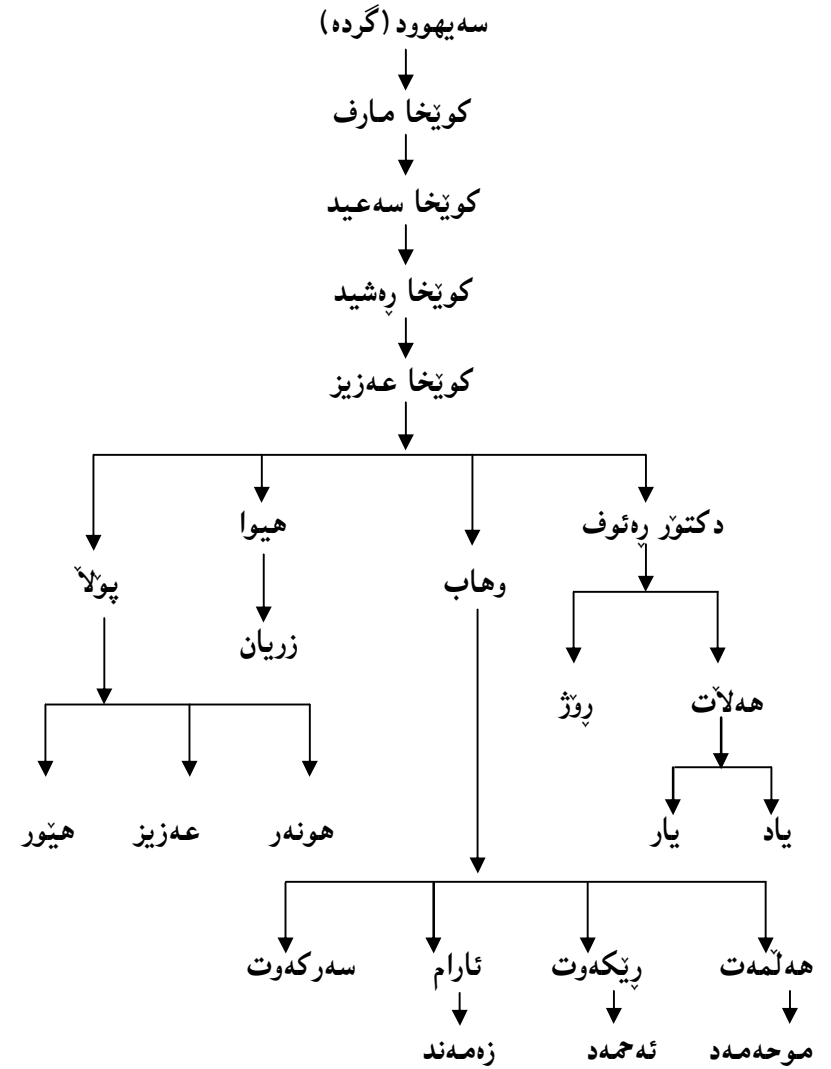 سەیهوود (گردە)
کوێخا مارف
کوێخا سەعید
کوێخا ڕەشید
کوێخا عەزیز
دکتۆر ڕەئوف
هیوا
وهاب
پۆڵا
زریان
هەڵات
ڕۆژ
یاد
یار
هونەر
عەزیز
هێور
هەڵمەت
ڕێکەوت
ئارام
سەرکەوت
موحەمەد
ئەحمەد
زەمەند